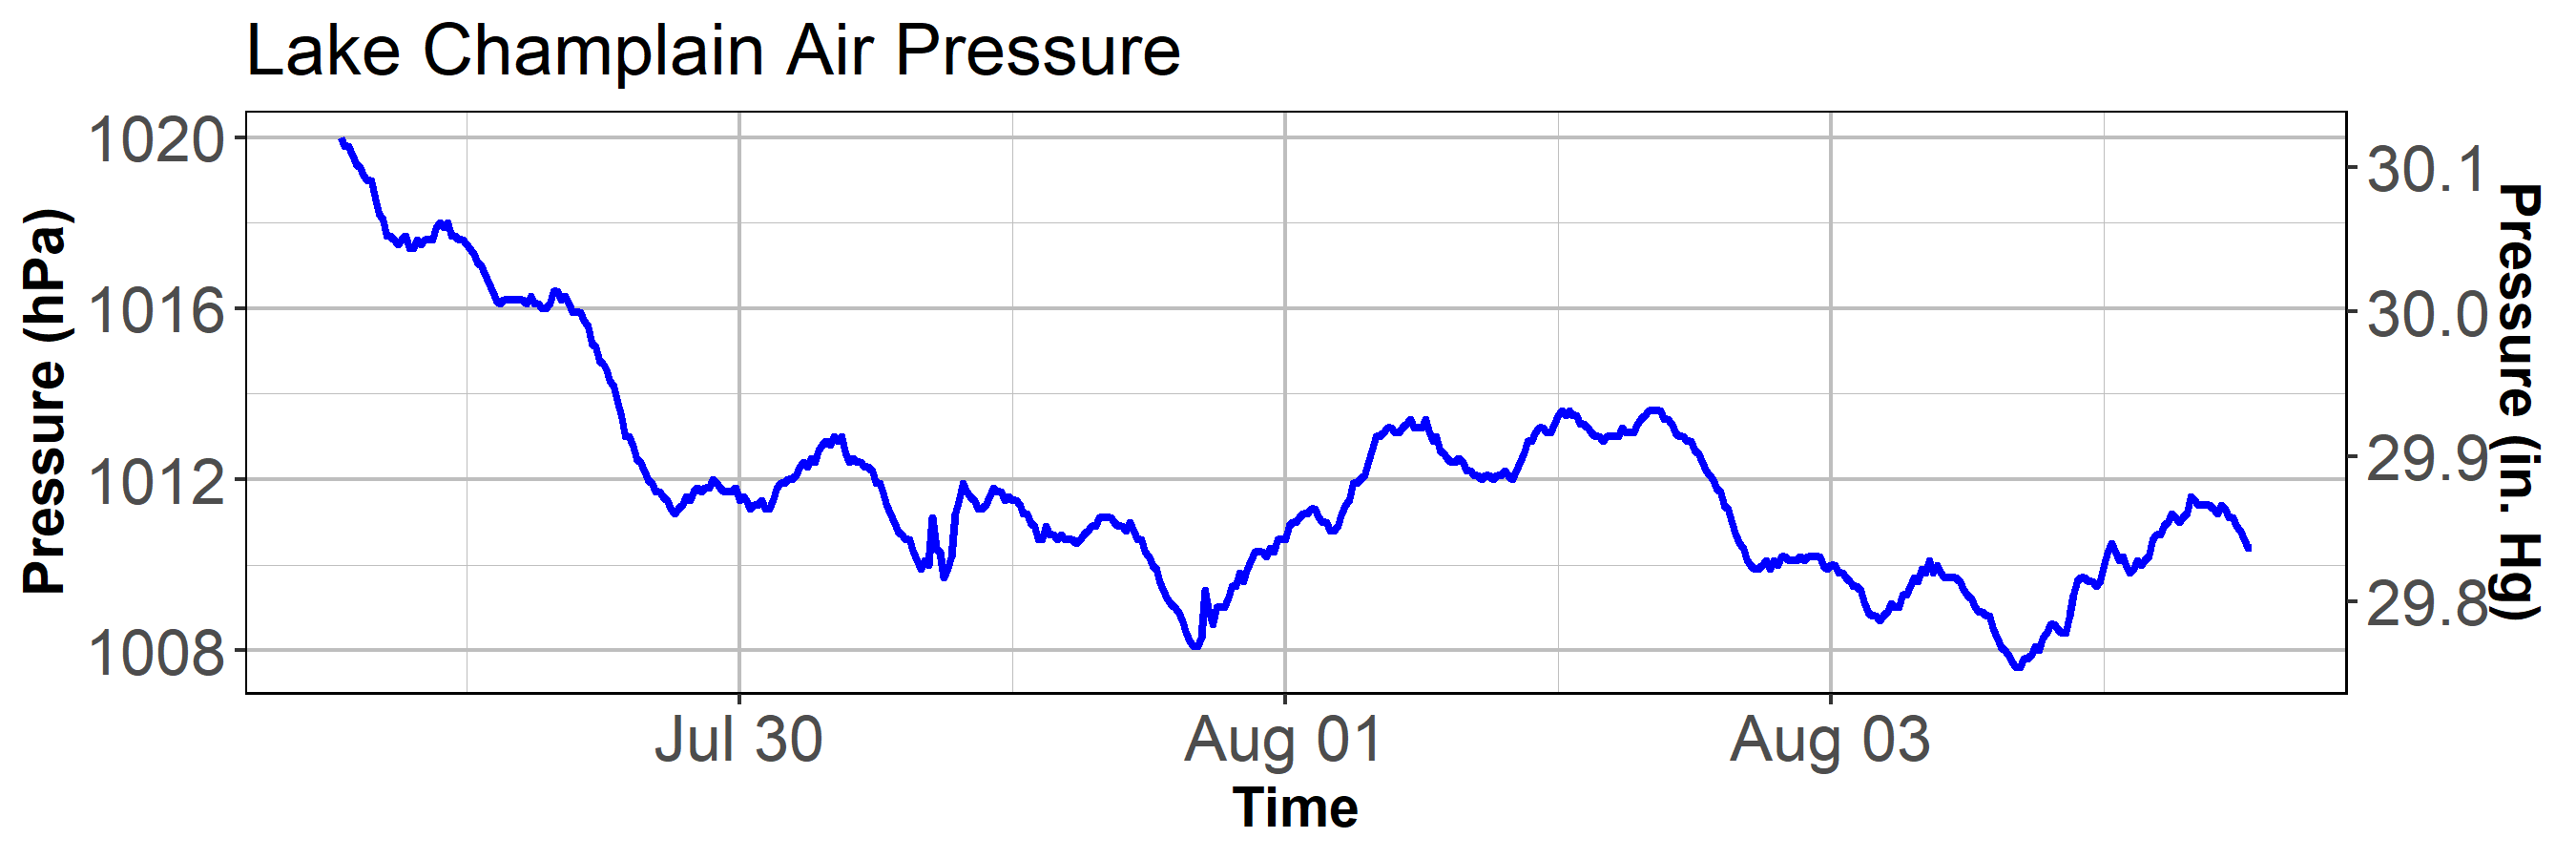 Lake Champlain Air Pressure
1020
1016
1012
1008
Pressure (hPa)
30.1
30.0
29.9
29.8
Pressure (in. Hg)
Jul 30
Aug 01
Aug 03
Time